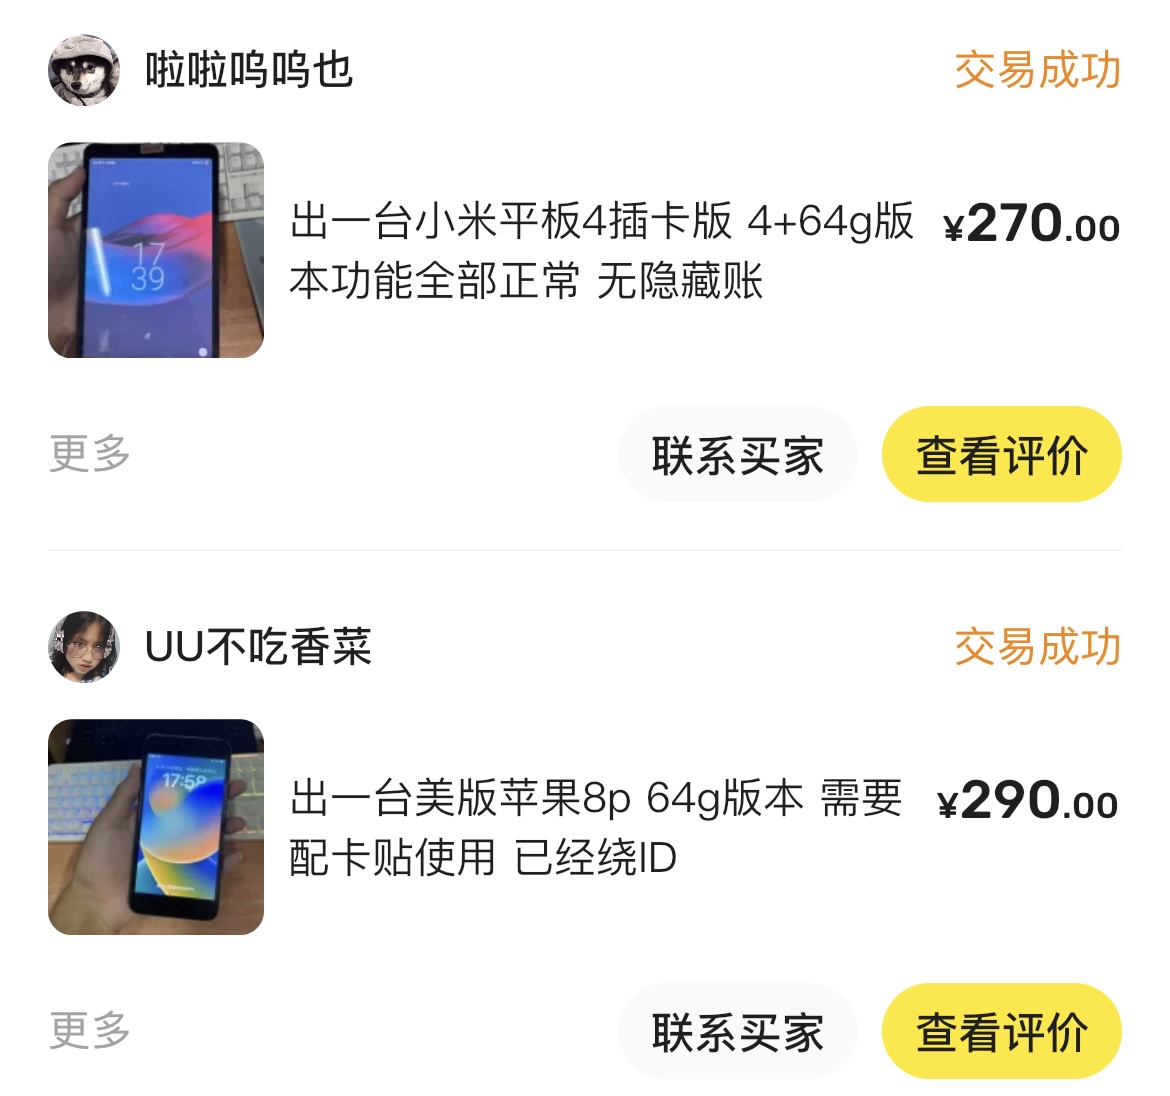 啦啦呜呜也
交易成功
出一台小米平板4插卡版 4+64g版
¥270.00
本功能全部正常 无隐藏账
17
39
更多
联系买家
查看评价
UU不吃香菜
交易成功
17:58
出一台美版苹果8p 64g版本 需要
¥290.00
配卡贴使用 已经绕ID
更多
联系买家
查看评价